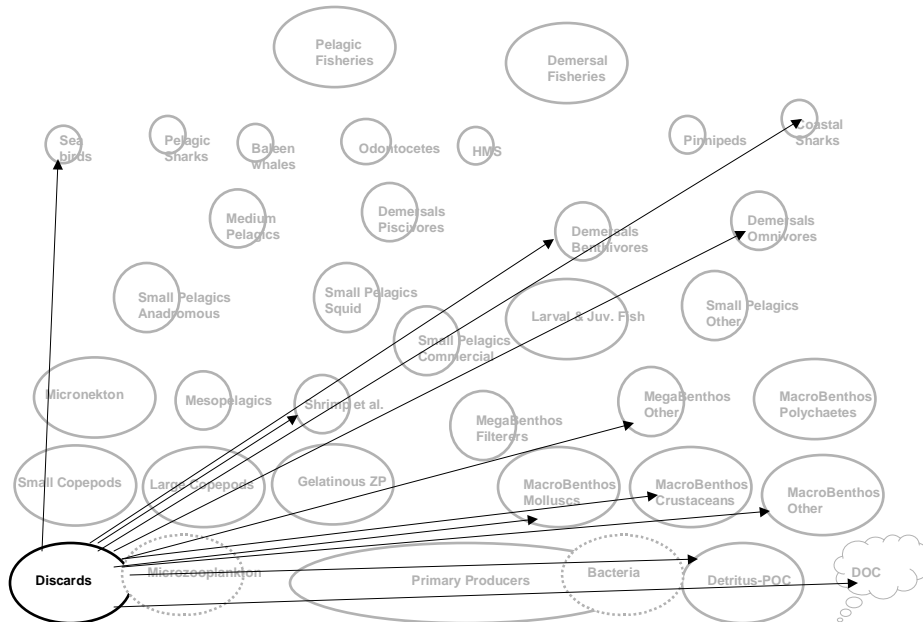 Pelagic
Fisheries
Demersal
Fisheries
Sea
birds
Pelagic
Sharks
Baleen
whales
Odontocetes
HMS
Pinnipeds
Coastal
Sharks
Medium
Pelagics
Demersals
Piscivores
Demersals
Benthivores
Demersals
Omnivores
Small Pelagics
Anadromous
Small Pelagics
Squid
Small Pelagics
Commercial
Larval & Juv. Fish
Small Pelagics
Other
Micronekton
Mesopelagics
Shrimp et al.
MegaBenthos
Filterers
MegaBenthos
Other
MacroBenthos
Polychaetes
Small Copepods
Large Copepods
Gelatinous ZP
MacroBenthos
Molluscs
MacroBenthos
Crustaceans
MacroBenthos
Other
Discards
Microzooplankton
Primary Producers
Bacteria
Detritus-POC
DOC